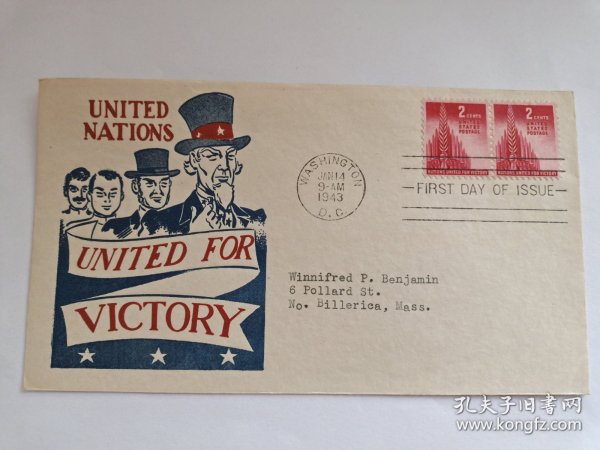 UNITED
NATIONS
UNITED FOR
VICTORY
WASHINGTON
JAN 14
9-AM
1943
D. C.
2 CENTS
UNITED
STATES
POSTAGE
NATIONS UNITED FOR VICTORY
2 CENTS
UNITED
STATES
POSTAGE
NATIONS UNITED FOR VICTORY
FIRST DAY OF ISSUE
Winnifred P. Benjamin
6 Pollard St.
No. Billerica, Mass.
孔夫子旧书网
www.kongfz.com